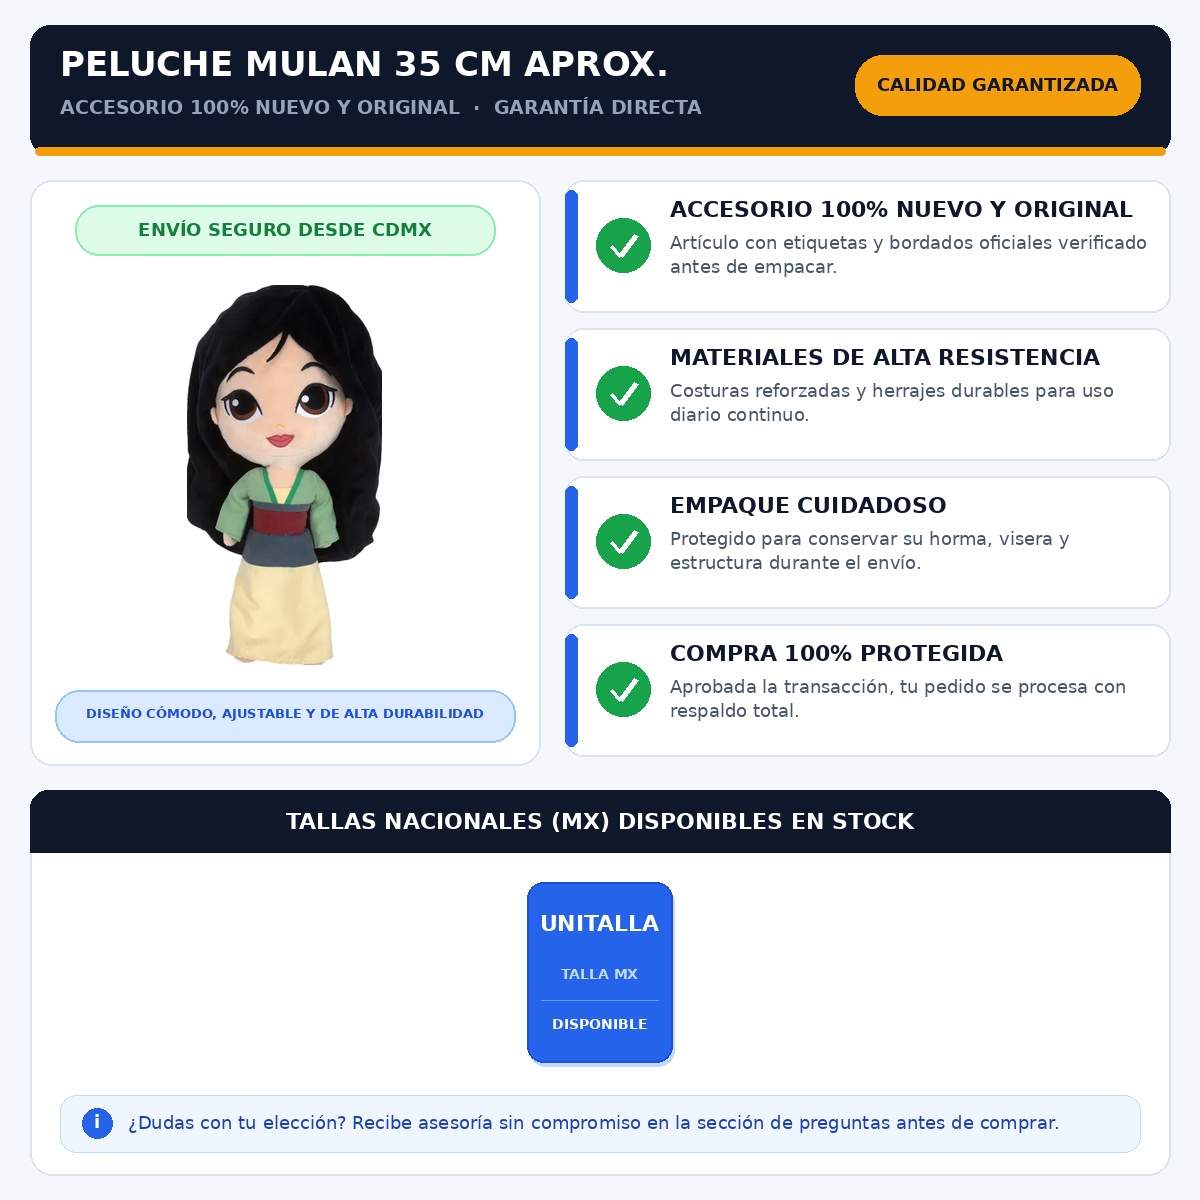 PELUCHE MULAN 35 CM APROX.
ACCESORIO 100% NUEVO Y ORIGINAL · GARANTÍA DIRECTA
CALIDAD GARANTIZADA
ENVÍO SEGURO DESDE CDMX
DISEÑO CÓMODO, AJUSTABLE Y DE ALTA DURABILIDAD
ACCESORIO 100% NUEVO Y ORIGINAL
Artículo con etiquetas y bordados oficiales verificado
antes de empacar.
MATERIALES DE ALTA RESISTENCIA
Costuras reforzadas y herrajes durables para uso
diario continuo.
EMPAQUE CUIDADOSO
Protegido para conservar su horma, visera y
estructura durante el envío.
COMPRA 100% PROTEGIDA
Aprobada la transacción, tu pedido se procesa con
respaldo total.
TALLAS NACIONALES (MX) DISPONIBLES EN STOCK
UNITALLA
TALLA MX
DISPONIBLE
i
¿Dudas con tu elección? Recibe asesoría sin compromiso en la sección de preguntas antes de comprar.